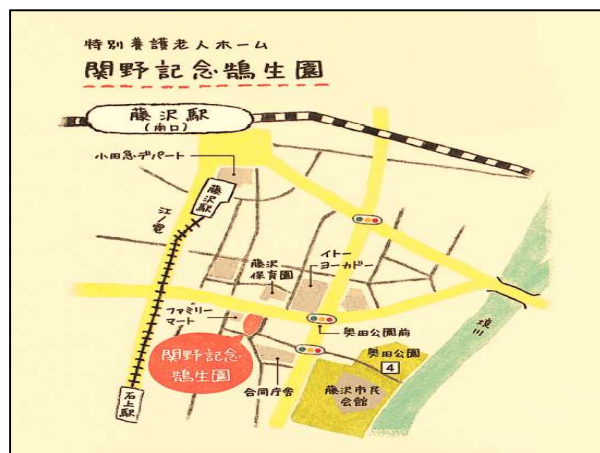 特別養護老人ホーム
関野記念鵠生園
藤沢駅
(南口)
小田急デパート
藤沢駅
江ノ電
藤沢
保育園
イトー
ヨーカドー
境川
ファミリー
マート
奥田公園前
関野記念
鵠生園
奥田公園
4
合同庁舎
藤沢市民
会館
石上駅